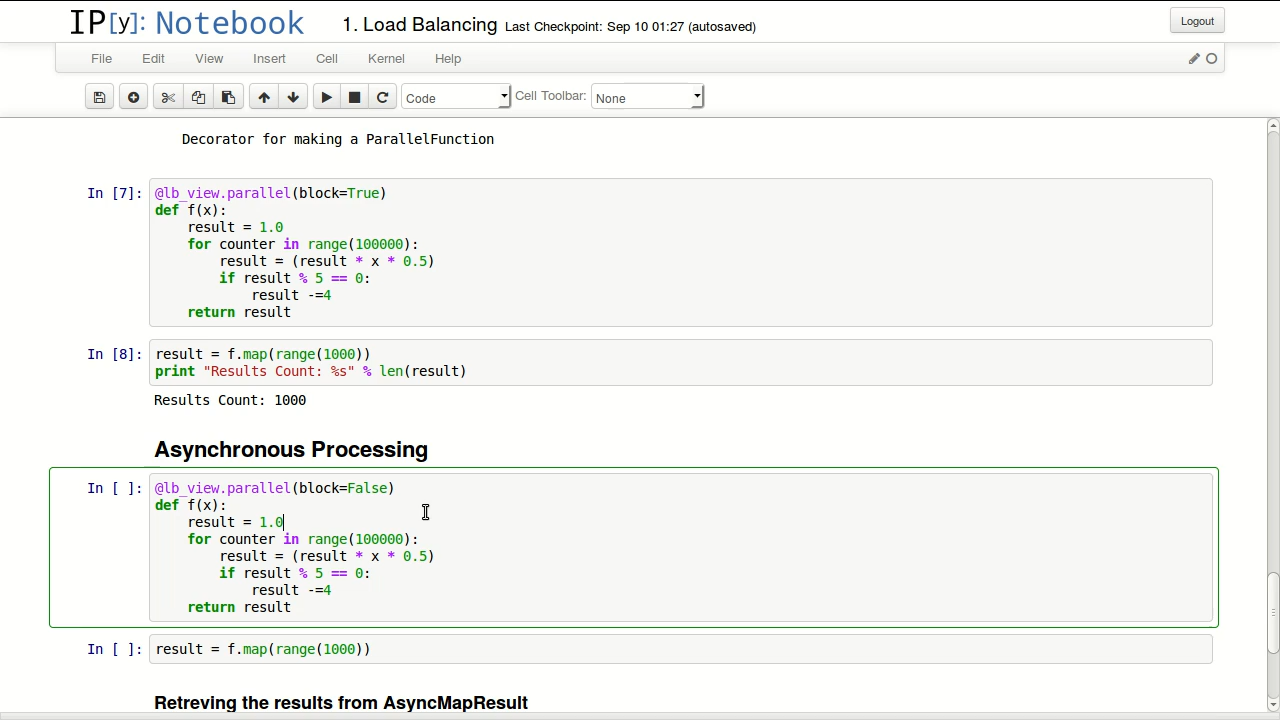 IP[y]: Notebook 1. Load Balancing Last Checkpoint: Sep 10 01:27 (autosaved) Logout
File Edit View Insert Cell Kernel Help
Code Cell Toolbar: None
Decorator for making a ParallelFunction
In [7]: @lb_view.parallel(block=True)
def f(x):
    result = 1.0
    for counter in range(100000):
        result = (result * x * 0.5)
        if result % 5 == 0:
            result -=4
    return result
In [8]: result = f.map(range(1000))
print "Results Count: %s" % len(result)
Results Count: 1000
Asynchronous Processing
In [ ]: @lb_view.parallel(block=False)
def f(x):
    result = 1.0
    for counter in range(100000):
        result = (result * x * 0.5)
        if result % 5 == 0:
            result -=4
    return result
In [ ]: result = f.map(range(1000))
Retreving the results from AsyncMapResult